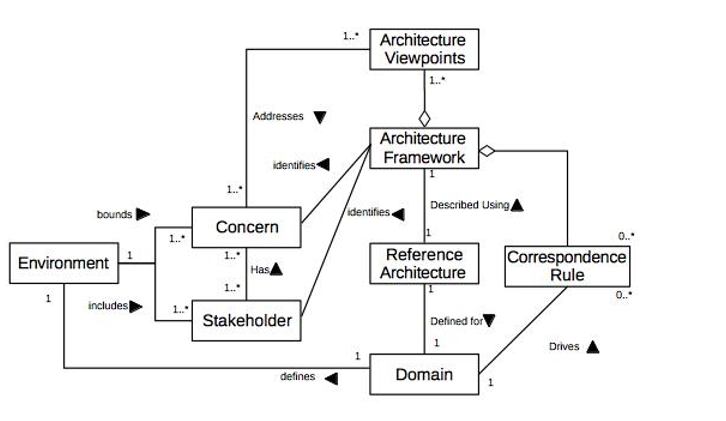 1..*
Architecture
Viewpoints
1..*
Addresses
Architecture
Framework
identifies
1
1..*
bounds
identifies
Described Using
Concern
1..*
1
0..*
Environment
1
1..*
Reference
Architecture
Correspondence
Rule
Has
1
1..*
1
0..*
includes
1..*
Stakeholder
Defined for
1
Drives
1
Domain
defines
1